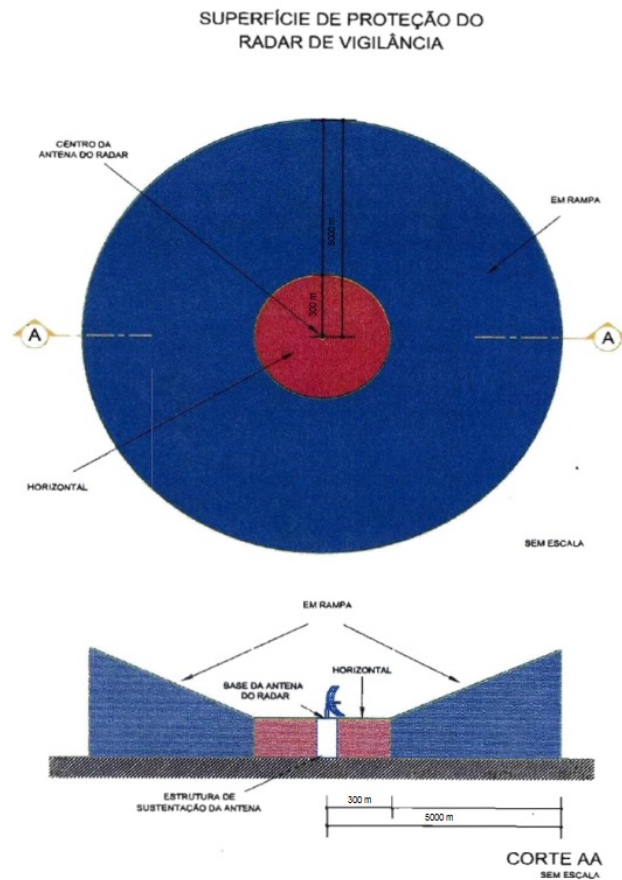 SUPERFÍCIE DE PROTEÇÃO DO
RADAR DE VIGILÂNCIA
CENTRO DA
ANTENA DO RADAR
EM RAMPA
5000 m
300 m
A
A
HORIZONTAL
SEM ESCALA
EM RAMPA
BASE DA ANTENA
DO RADAR
HORIZONTAL
ESTRUTURA DE
SUSTENTAÇÃO DA ANTENA
300 m
5000 m
CORTE AA
SEM ESCALA